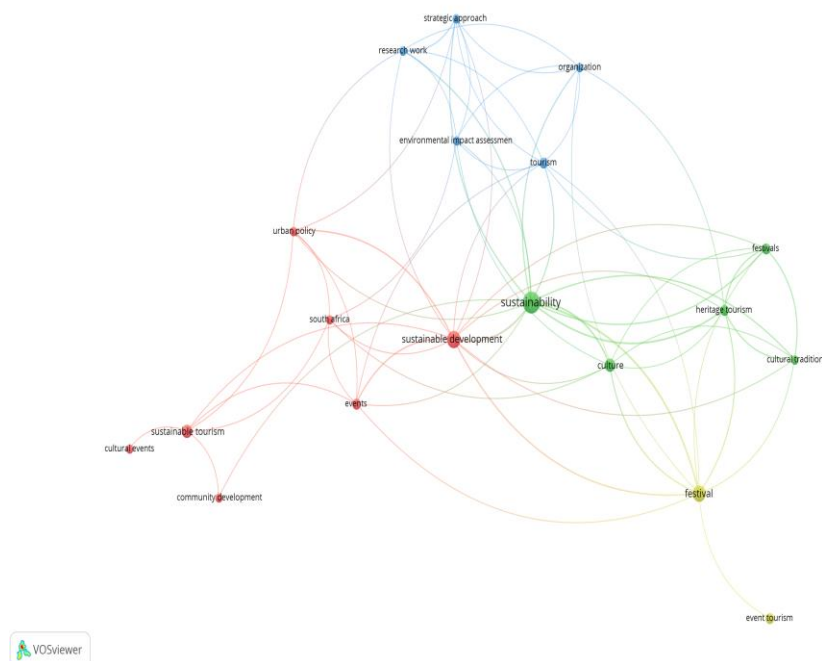 strategic approach
research work
organization
environmental impact assessmen
tourism
urban policy
festivals
sustainability
heritage tourism
south africa
sustainable development
cultural tradition
culture
events
sustainable tourism
cultural events
community development
festival
event tourism
VOSviewer